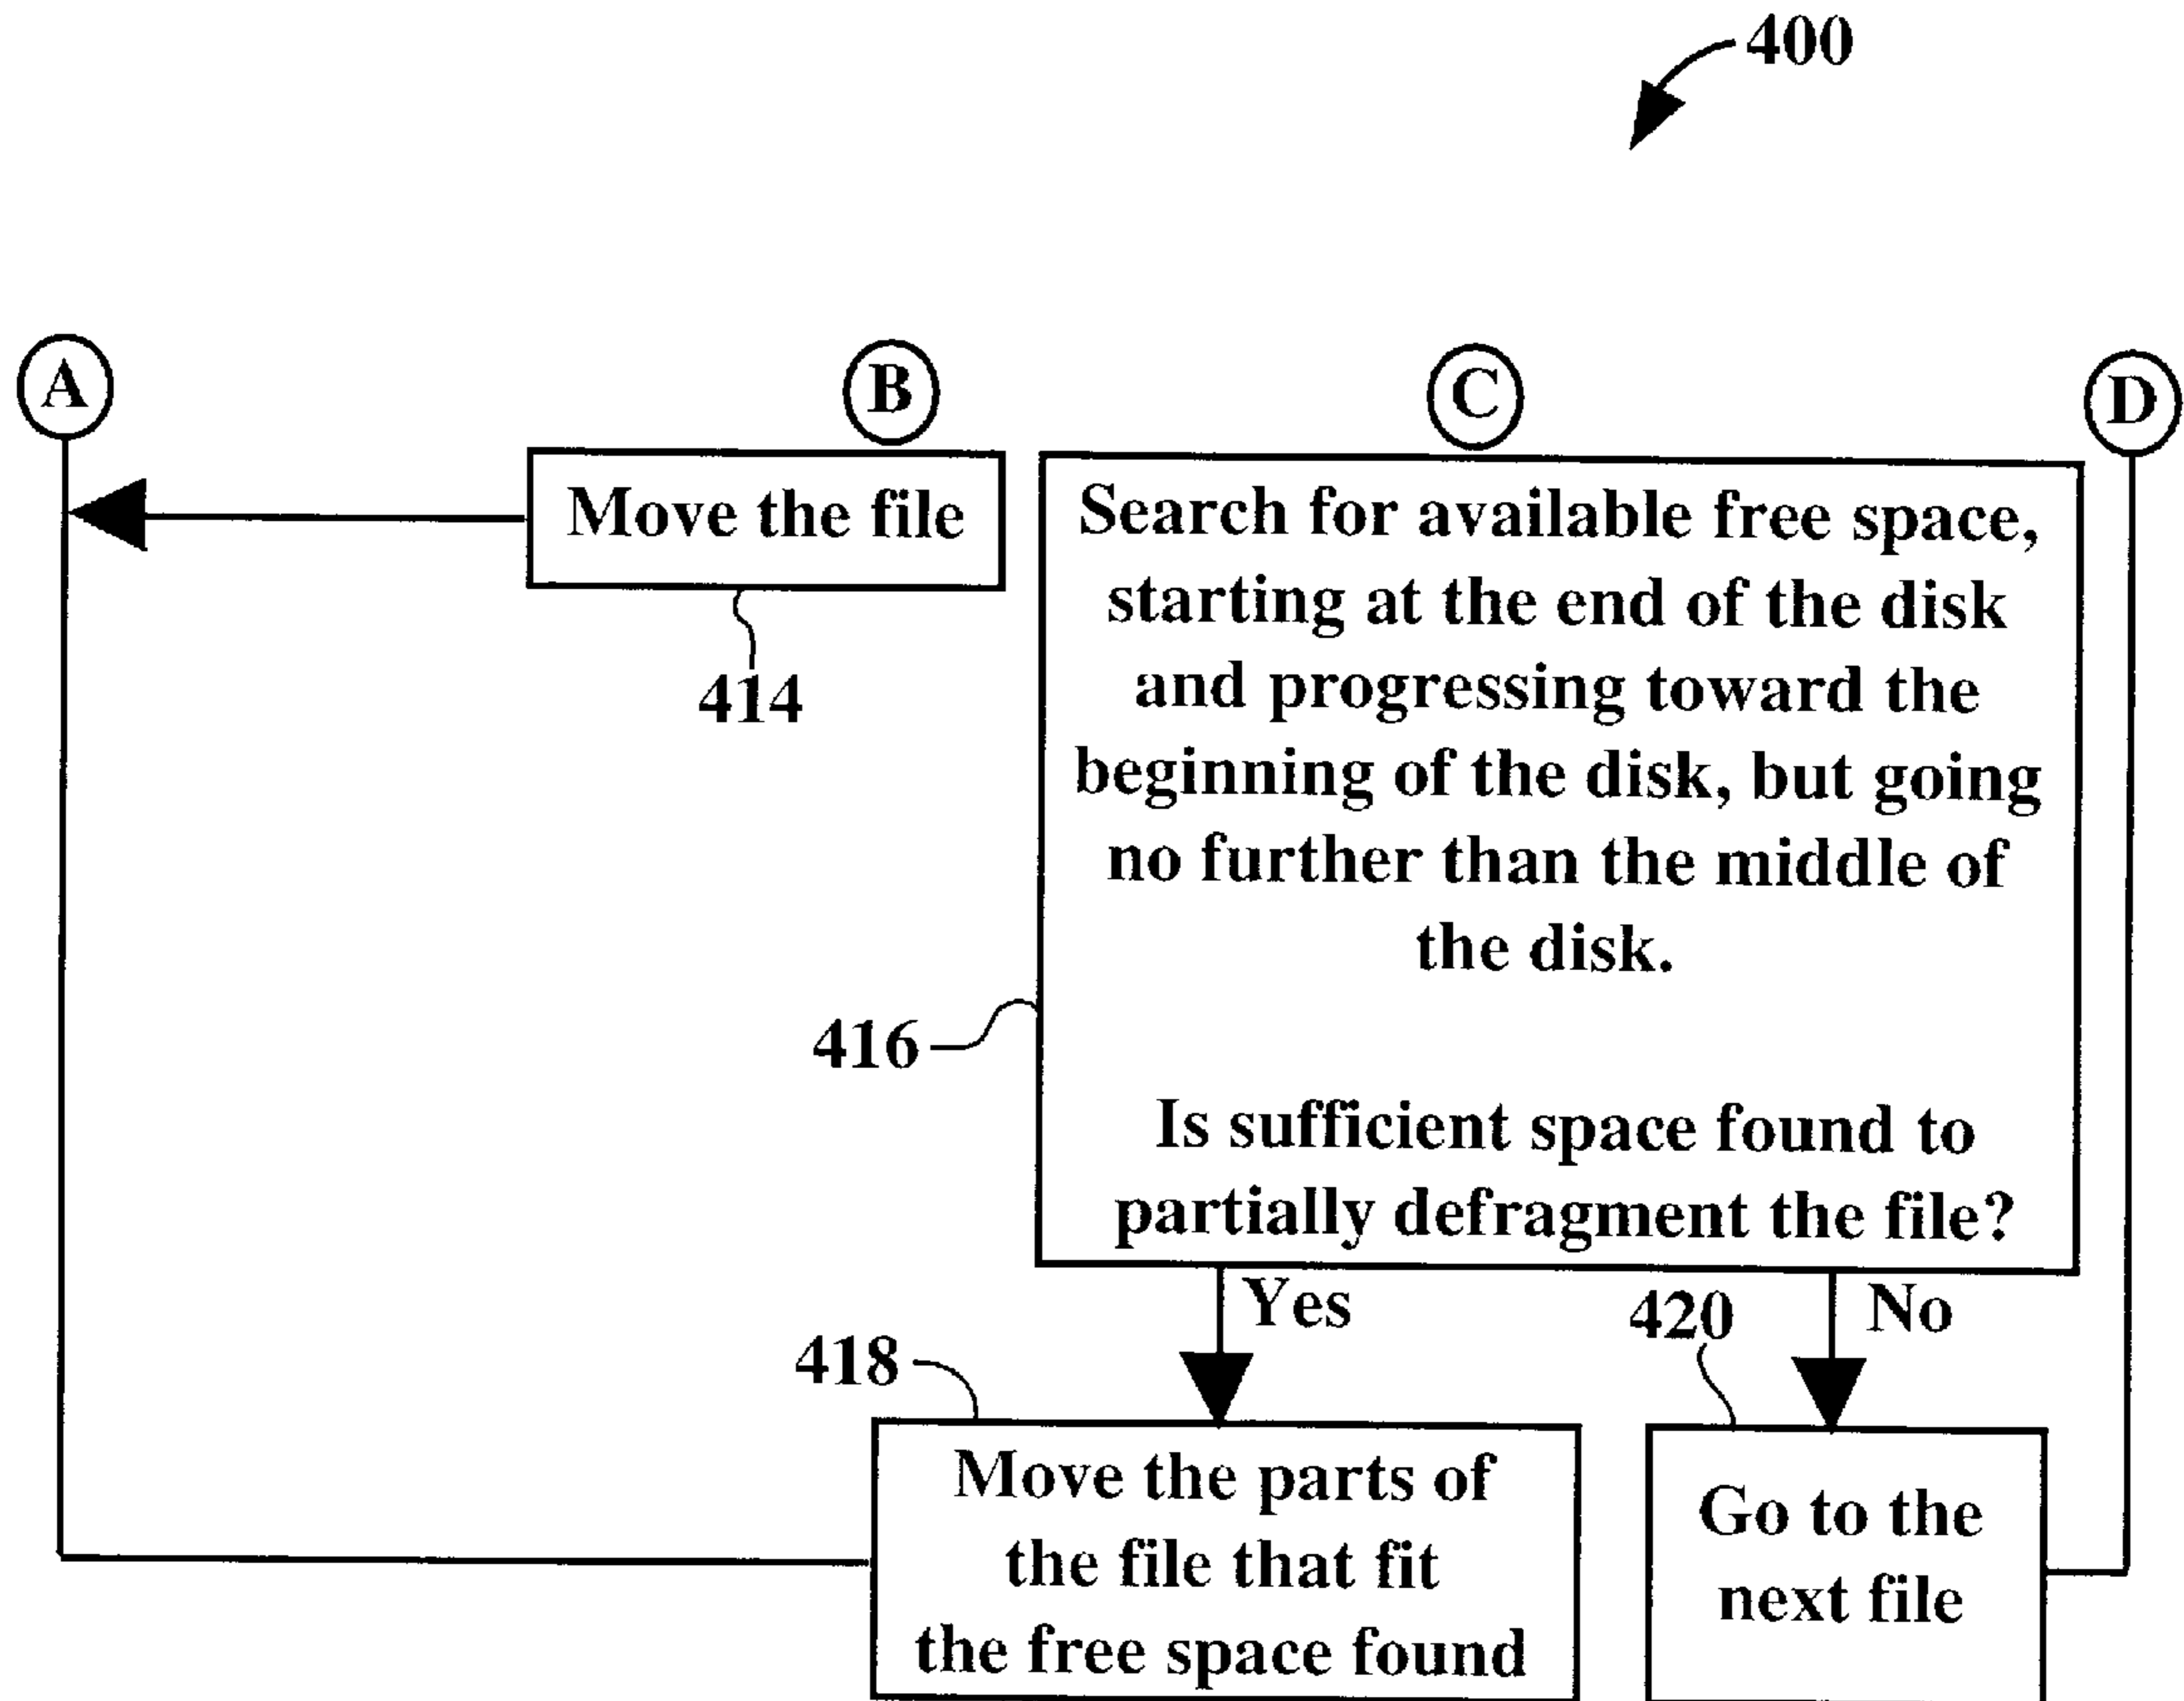 400
A
B
C
D
Move the file
414
Search for available free space,
starting at the end of the disk
and progressing toward the
beginning of the disk, but going
no further than the middle of
the disk.
416
Is sufficient space found to
partially defragment the file?
Yes
No
420
418
Move the parts of
the file that fit
the free space found
Go to the
next file